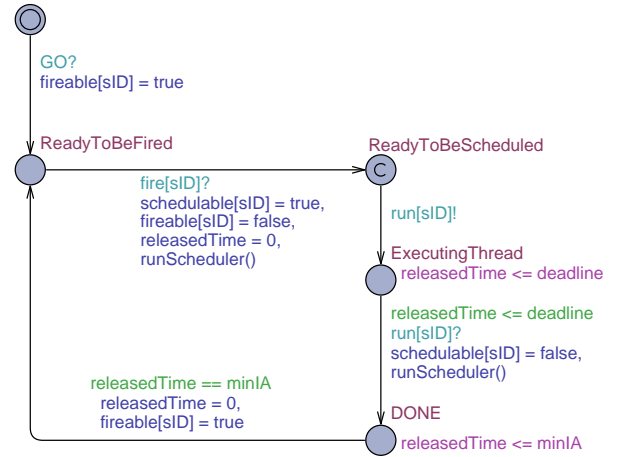 GO?
fireable[sID] = true
ReadyToBeFired
ReadyToBeScheduled
C
fire[sID]?
schedulable[sID] = true,
fireable[sID] = false,
releasedTime = 0,
runScheduler()
run[sID]!
ExecutingThread
releasedTime <= deadline
releasedTime <= deadline
run[sID]?
schedulable[sID] = false,
runScheduler()
releasedTime == minIA
releasedTime = 0,
fireable[sID] = true
DONE
releasedTime <= minIA